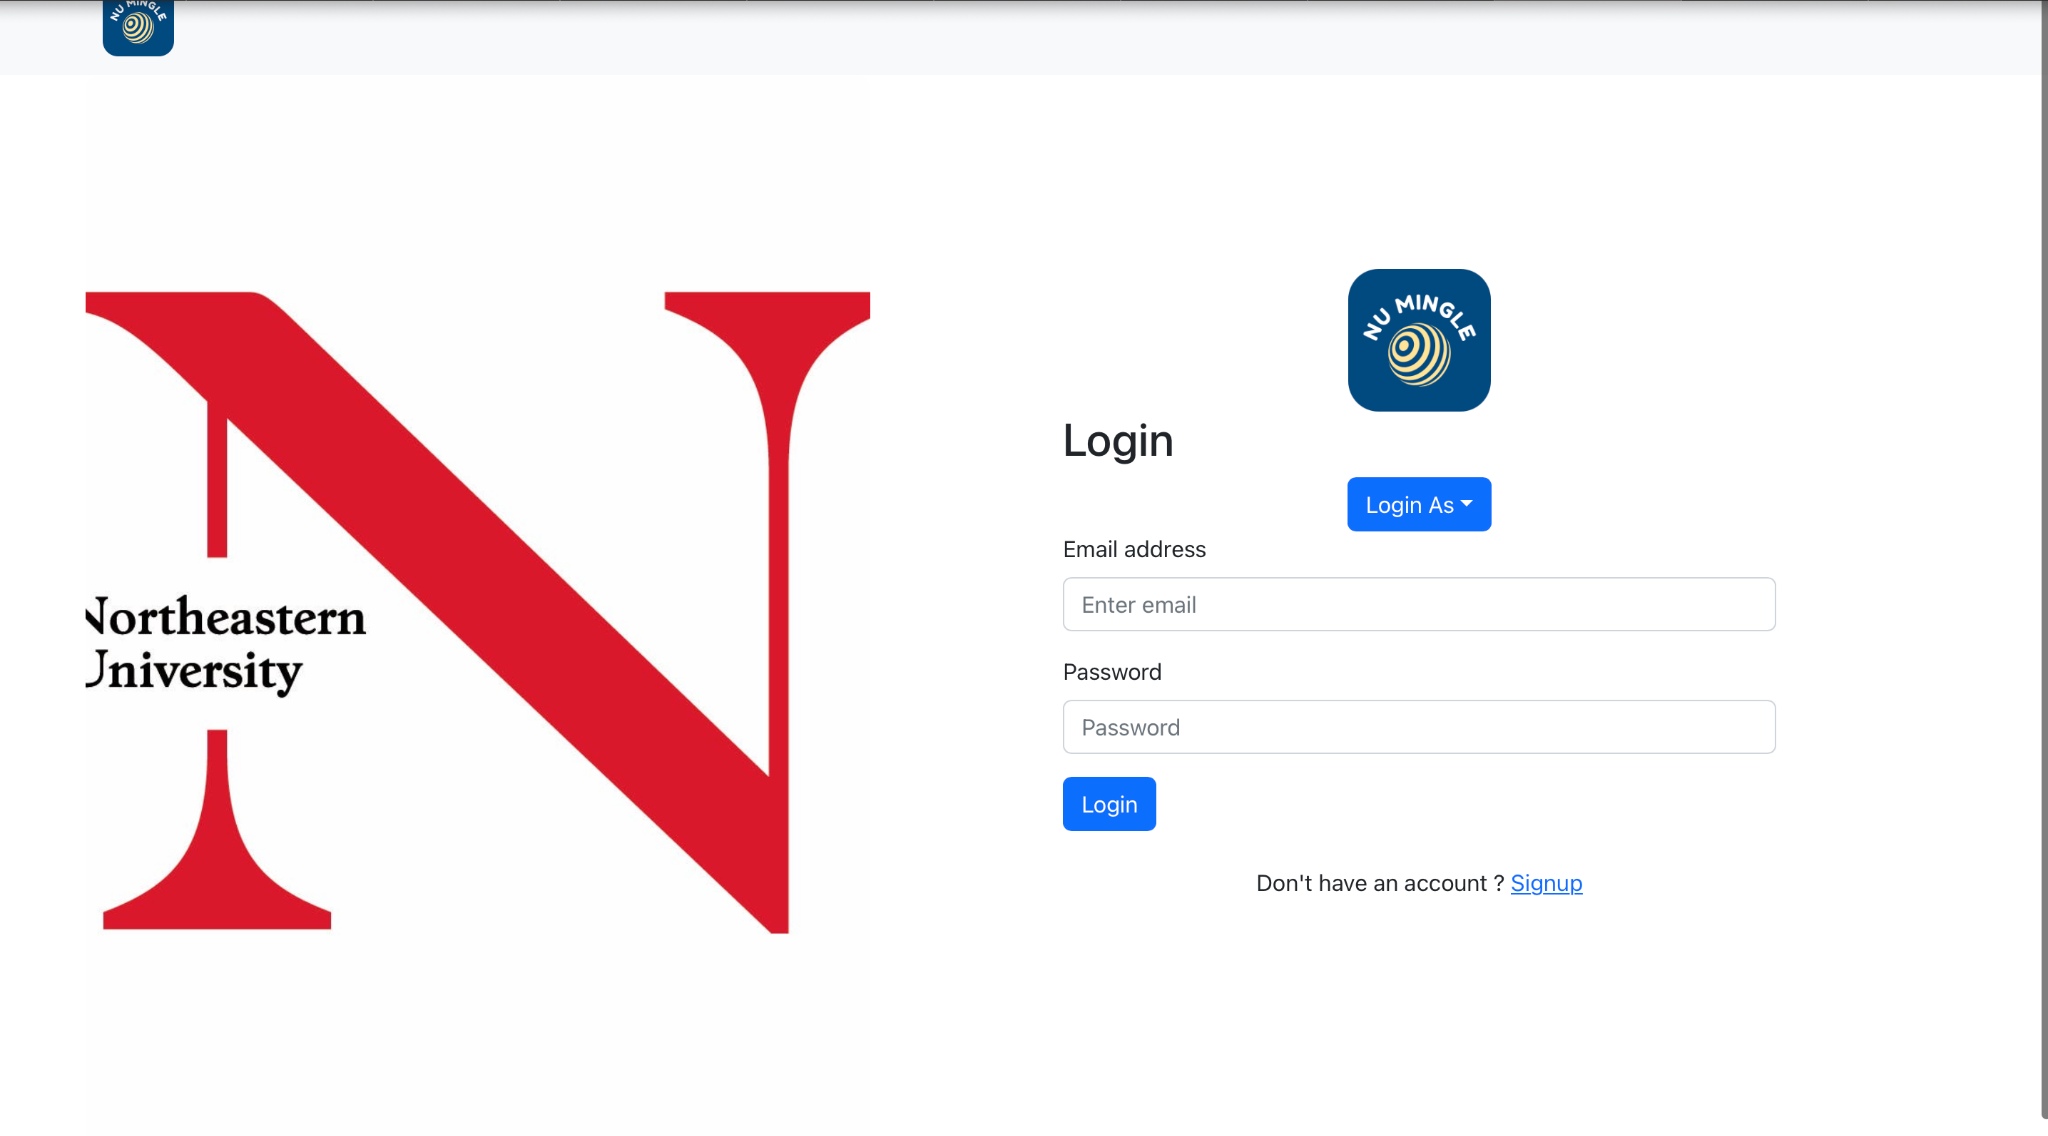 NU MINGLE
Northeastern
University
NU MINGLE
Login
Login As
Email address
Enter email
Password
Password
Login
Don't have an account ? Signup